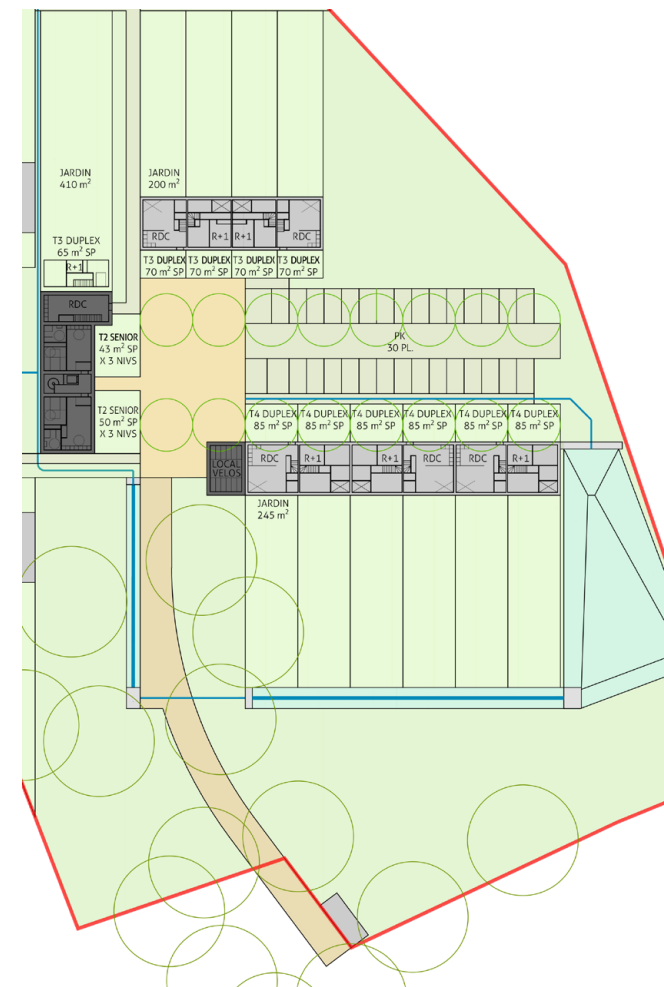 JARDIN
410 m²
JARDIN
200 m²
RDC
R+1
R+1
RDC
T3 DUPLEX
65 m² SP
R+1
T3 DUPLEX
70 m² SP
T3 DUPLEX
70 m² SP
T3 DUPLEX
70 m² SP
T3 DUPLEX
70 m² SP
RDC
T2 SENIOR
43 m² SP
X 3 NIVS
PK
30 PL.
T2 SENIOR
50 m² SP
X 3 NIVS
T4 DUPLEX
85 m² SP
T4 DUPLEX
85 m² SP
T4 DUPLEX
85 m² SP
T4 DUPLEX
85 m² SP
T4 DUPLEX
85 m² SP
T4 DUPLEX
85 m² SP
LOCAL
VELOS
RDC
R+1
R+1
RDC
RDC
R+1
JARDIN
245 m²